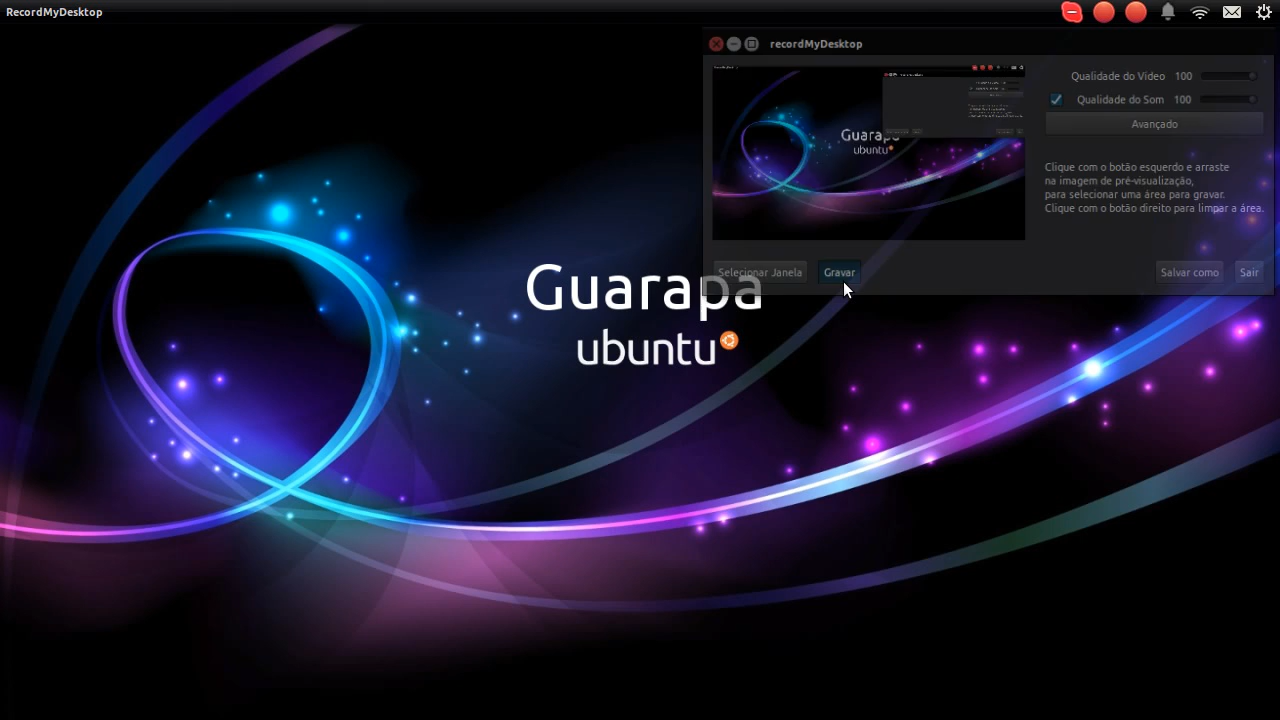 RecordMyDesktop
recordMyDesktop
Qualidade do Vídeo 100
Qualidade do Som 100
Avançado
Clique com o botão esquerdo e arraste
na imagem de pré-visualização,
para selecionar uma área para gravar.
Clique com o botão direito para limpar a área.
Selecionar Janela
Gravar
Salvar como
Sair
Guarapa
ubuntu
Guarapa
ubuntu